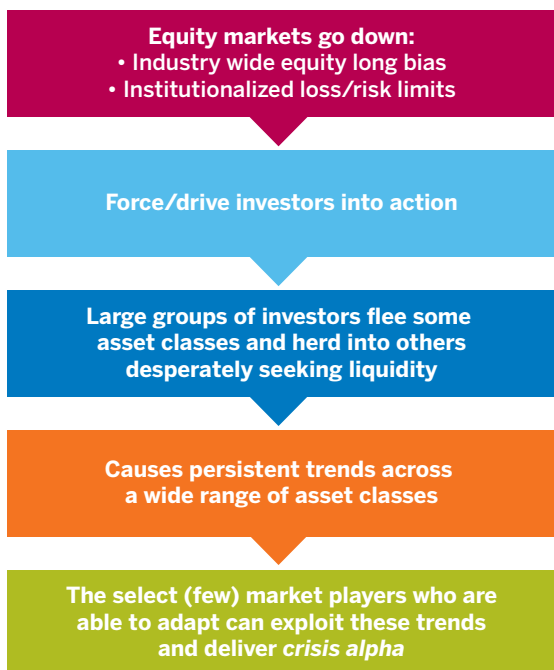 Equity markets go down:
• Industry wide equity long bias
• Institutionalized loss/risk limits
Force/drive investors into action
Large groups of investors flee some
asset classes and herd into others
desperately seeking liquidity
Causes persistent trends across
a wide range of asset classes
The select (few) market players who are
able to adapt can exploit these trends
and deliver crisis alpha